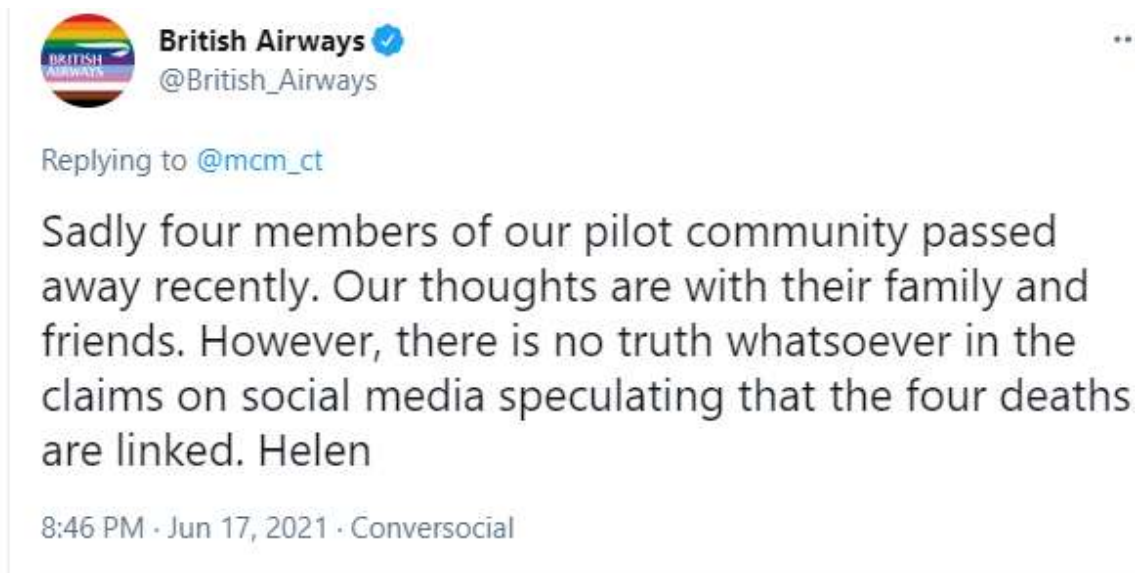 British Airways
@British_Airways
BRITISH
AIRWAYS
Replying to @mcm_ct
Sadly four members of our pilot community passed
away recently. Our thoughts are with their family and
friends. However, there is no truth whatsoever in the
claims on social media speculating that the four deaths
are linked. Helen
8:46 PM · Jun 17, 2021 · Conversocial